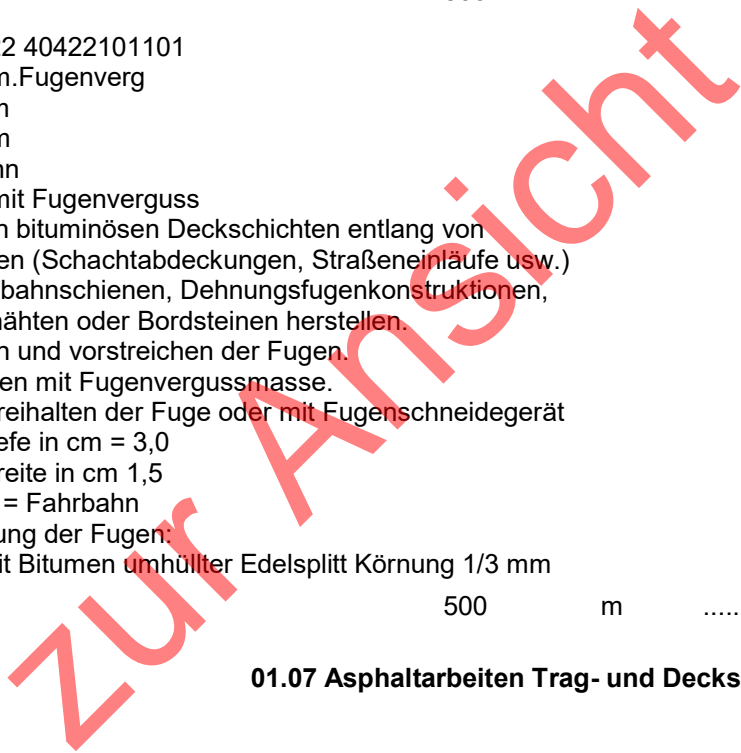 22 40422101101
m.Fugenverg
m
m
hn
mit Fugenverguss
n bituminösen Deckschichten entlang von
en (Schachtabdeckungen, Straßeneinläufe usw.)
bahnschienen, Dehnungsfugenkonstruktionen,
nähten oder Bordsteinen herstellen.
n und vorstreichen der Fugen.
en mit Fugenvergussmasse.
reihalten der Fuge oder mit Fugenschneidegerät
efe in cm = 3,0
reite in cm 1,5
= Fahrbahn
ung der Fugen:
it Bitumen umhüllter Edelsplitt Körnung 1/3 mm
500 m .....
01.07 Asphaltarbeiten Trag- und Decks
zur Ansicht